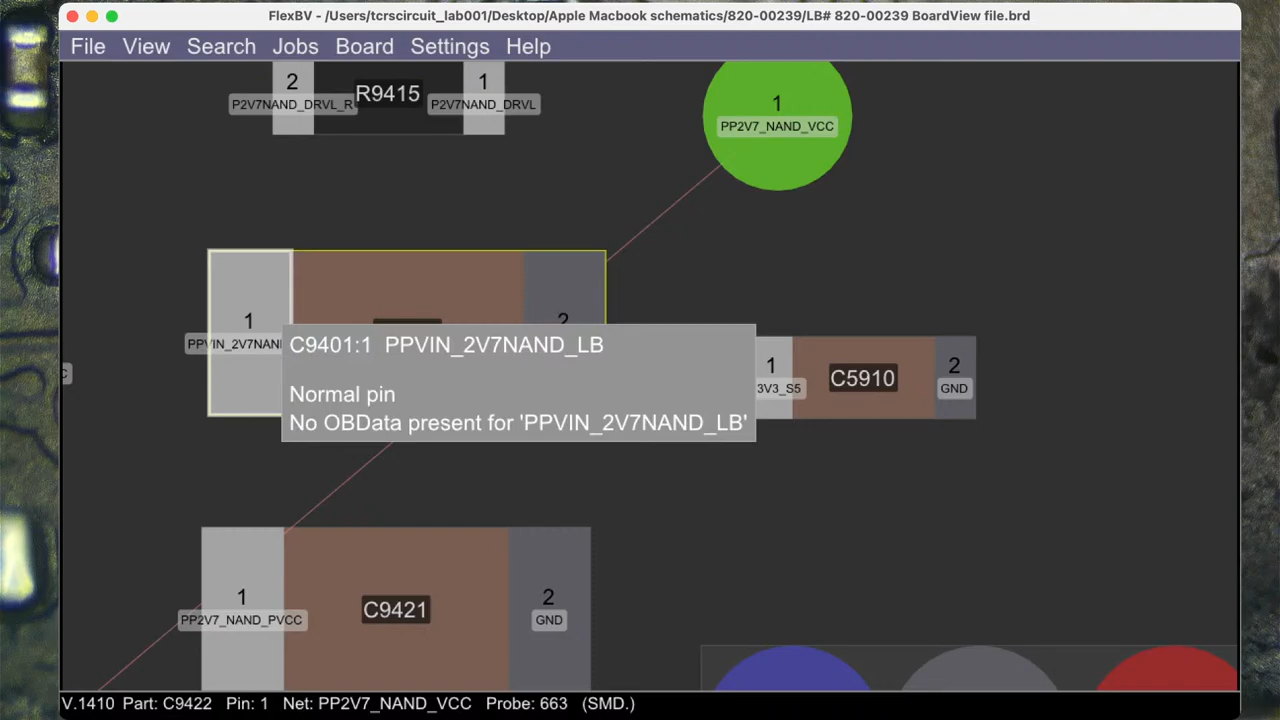 FlexBV - /Users/tcrscircuit_lab001/Desktop/Apple Macbook schematics/820-00239/LB# 820-00239 BoardView file.brd
File View Search Jobs Board Settings Help
2
P2V7NAND_DRVL_R
R9415
1
P2V7NAND_DRVL
1
PP2V7_NAND_VCC
1
PPVIN_2V7NAN
2
C9401:1 PPVIN_2V7NAND_LB
Normal pin
No OBData present for 'PPVIN_2V7NAND_LB'
C
1
3V3_S5
C5910
2
GND
1
PP2V7_NAND_PVCC
C9421
2
GND
V.1410 Part: C9422 Pin: 1 Net: PP2V7_NAND_VCC Probe: 663 (SMD.)